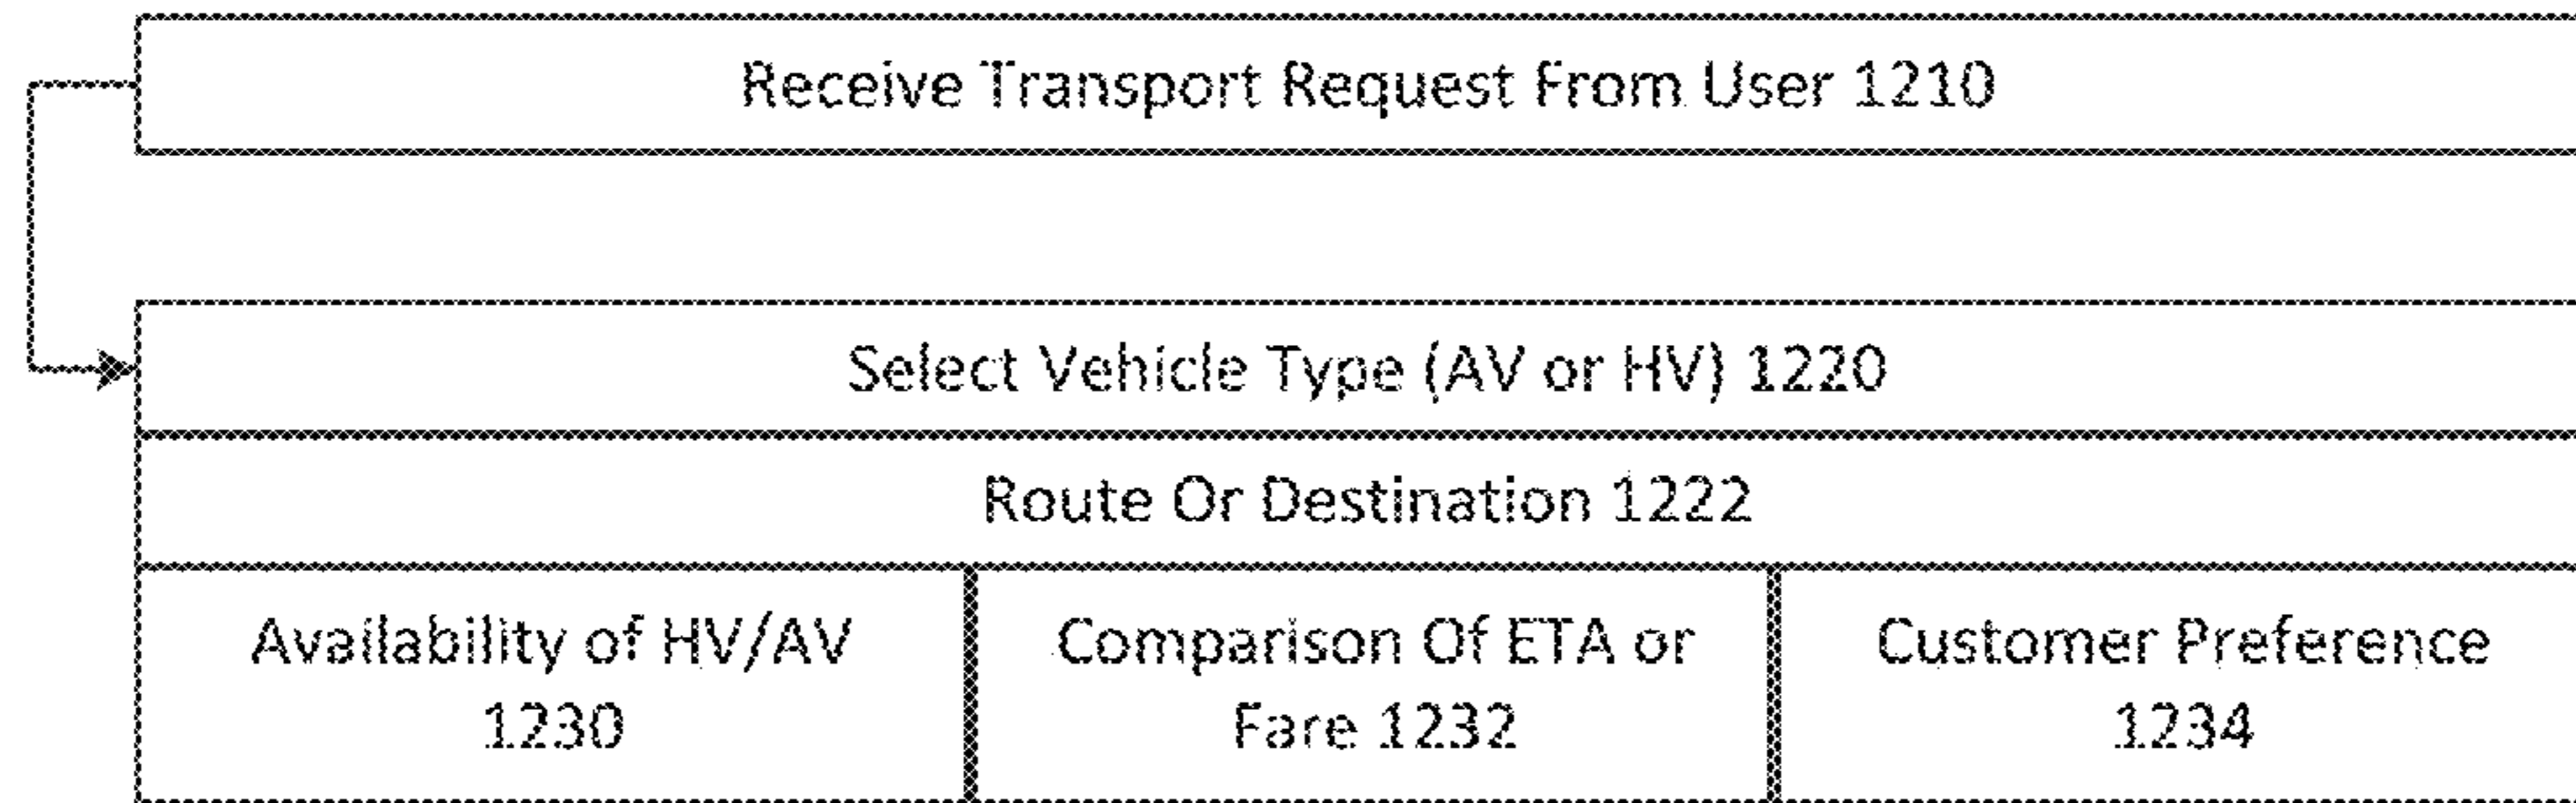 Receive Transport Request From User 1210
Select Vehicle Type (AV or HV) 1220
Route Or Destination 1222
Availability of HV/AV
1230
Comparison Of ETA or
Fare 1232
Customer Preference
1234